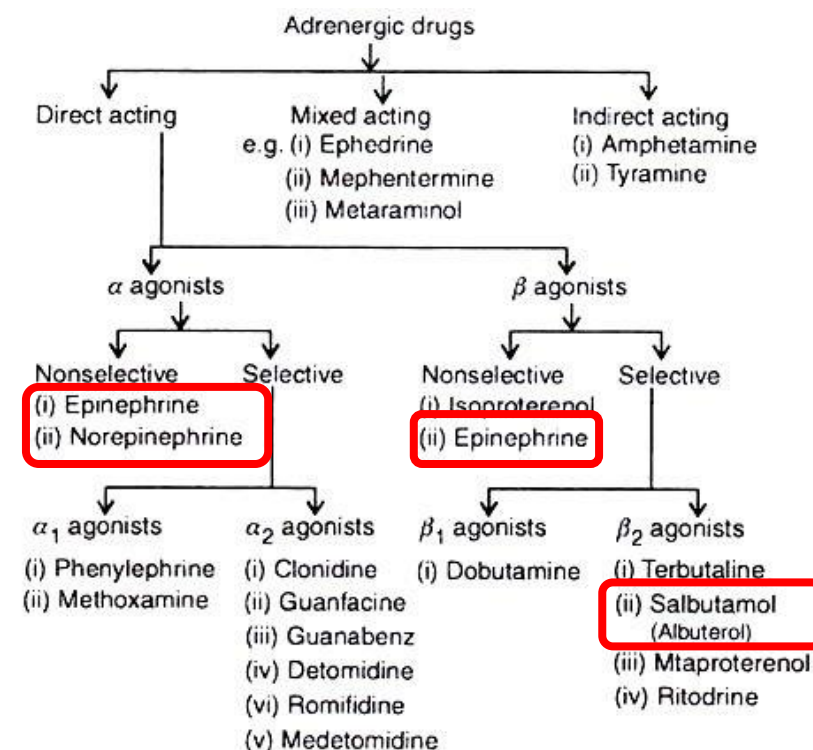 Adrenergic drugs
Direct acting
Mixed acting
e.g. (i) Ephedrine
(ii) Mephentermine
(iii) Metaraminol
Indirect acting
(i) Amphetamine
(ii) Tyramine
α agonists
β agonists
Nonselective
(i) Epinephrine
(ii) Norepinephrine
Selective
Nonselective
(i) Isoproterenol
(ii) Epinephrine
Selective
α1 agonists
(i) Phenylephrine
(ii) Methoxamine
α2 agonists
(i) Clonidine
(ii) Guanfacine
(iii) Guanabenz
(iv) Detomidine
(vi) Romifidine
(v) Medetomidine
β1 agonists
(i) Dobutamine
β2 agonists
(i) Terbutaline
(ii) Salbutamol
(Albuterol)
(iii) Mtaproterenol
(iv) Ritodrine